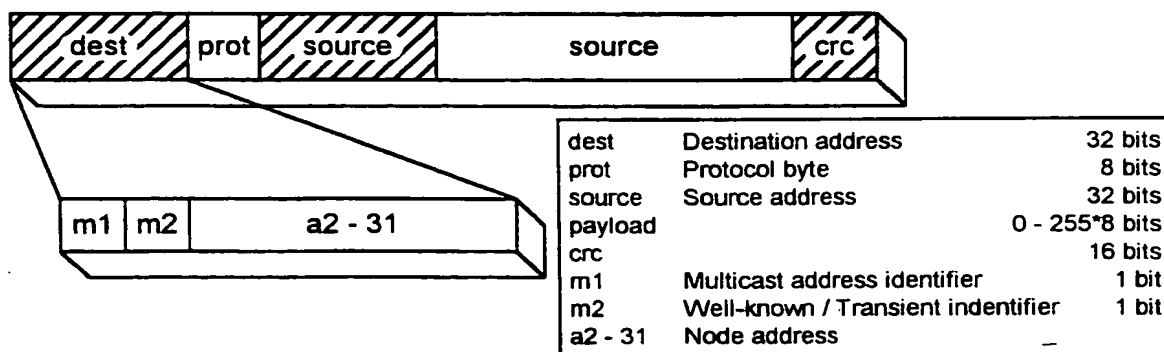 dest prot source source crc
m1 m2 a2 - 31
dest Destination address 32 bits
prot Protocol byte 8 bits
source Source address 32 bits
payload 0 - 255*8 bits
crc 16 bits
m1 Multicast address identifier 1 bit
m2 Well-known / Transient indentifier 1 bit
a2 - 31 Node address